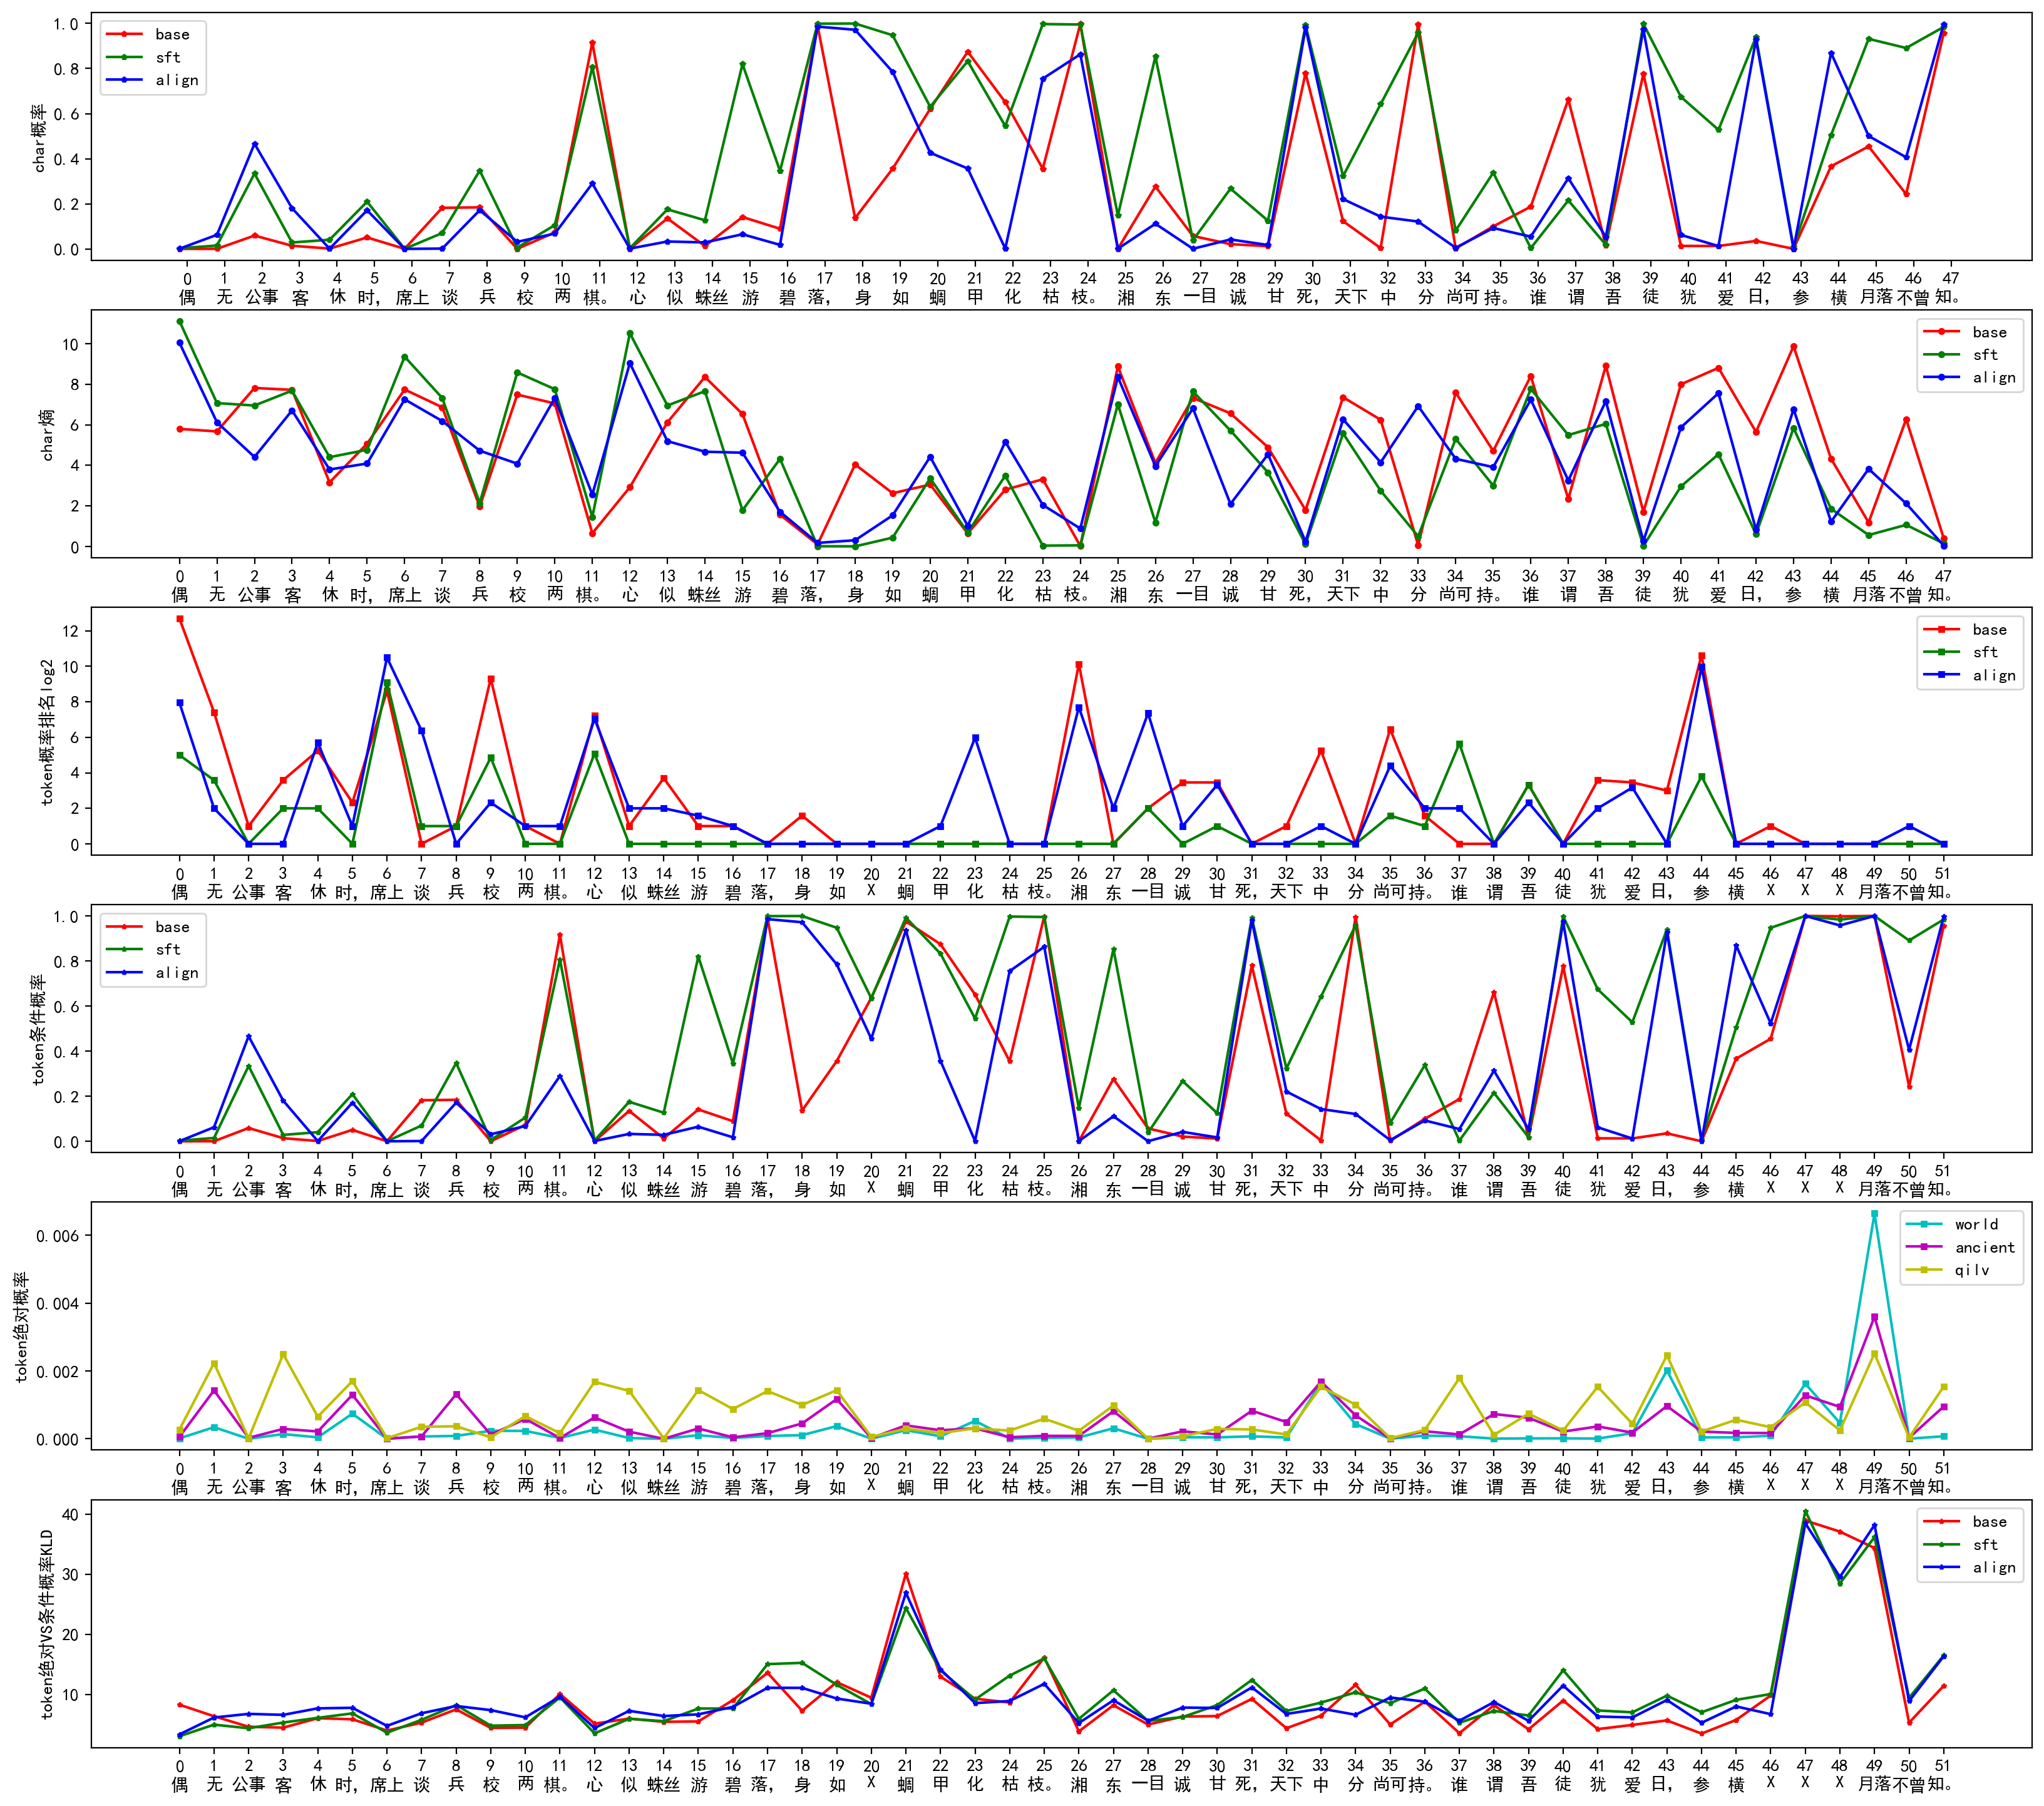 char概率
1.0
0.8
0.6
0.4
0.2
0.0
base
sft
align
0 1 2 3 4 5 6 7 8 9 10 11 12 13 14 15 16 17 18 19 20 21 22 23 24 25 26 27 28 29 30 31 32 33 34 35 36 37 38 39 40 41 42 43 44 45 46 47
偶 无 公事 客 休 时, 席上 谈 兵 校 两 棋。 心 似 蛛丝 游 碧 落, 身 如 蜩 甲 化 枯 枝。 湘 东 一目 诚 甘 死, 天下 中 分 尚可 持。 谁 谓 吾 徒 犹 爱 日, 参 横 月落 不曾 知。
char熵
10
8
6
4
2
0
base
sft
align
0 1 2 3 4 5 6 7 8 9 10 11 12 13 14 15 16 17 18 19 20 21 22 23 24 25 26 27 28 29 30 31 32 33 34 35 36 37 38 39 40 41 42 43 44 45 46 47
偶 无 公事 客 休 时, 席上 谈 兵 校 两 棋。 心 似 蛛丝 游 碧 落, 身 如 蜩 甲 化 枯 枝。 湘 东 一目 诚 甘 死, 天下 中 分 尚可 持。 谁 谓 吾 徒 犹 爱 日, 参 横 月落 不曾 知。
token概率排名log2
12
10
8
6
4
2
0
base
sft
align
0 1 2 3 4 5 6 7 8 9 10 11 12 13 14 15 16 17 18 19 20 21 22 23 24 25 26 27 28 29 30 31 32 33 34 35 36 37 38 39 40 41 42 43 44 45 46 47 48 49 50 51
偶 无 公事 客 休 时, 席上 谈 兵 校 两 棋。 心 似 蛛丝 游 碧 落, 身 如 X 蜩 甲 化 枯 枝。 湘 东 一目 诚 甘 死, 天下 中 分 尚可 持。 谁 谓 吾 徒 犹 爱 日, 参 横 X X X 月落 不曾 知。
token条件概率
1.0
0.8
0.6
0.4
0.2
0.0
base
sft
align
0 1 2 3 4 5 6 7 8 9 10 11 12 13 14 15 16 17 18 19 20 21 22 23 24 25 26 27 28 29 30 31 32 33 34 35 36 37 38 39 40 41 42 43 44 45 46 47 48 49 50 51
偶 无 公事 客 休 时, 席上 谈 兵 校 两 棋。 心 似 蛛丝 游 碧 落, 身 如 X 蜩 甲 化 枯 枝。 湘 东 一目 诚 甘 死, 天下 中 分 尚可 持。 谁 谓 吾 徒 犹 爱 日, 参 横 X X X 月落 不曾 知。
token绝对概率
0.006
0.004
0.002
0.000
world
ancient
qilv
0 1 2 3 4 5 6 7 8 9 10 11 12 13 14 15 16 17 18 19 20 21 22 23 24 25 26 27 28 29 30 31 32 33 34 35 36 37 38 39 40 41 42 43 44 45 46 47 48 49 50 51
偶 无 公事 客 休 时, 席上 谈 兵 校 两 棋。 心 似 蛛丝 游 碧 落, 身 如 X 蜩 甲 化 枯 枝。 湘 东 一目 诚 甘 死, 天下 中 分 尚可 持。 谁 谓 吾 徒 犹 爱 日, 参 横 X X X 月落 不曾 知。
token绝对VS条件概率KLD
40
30
20
10
base
sft
align
0 1 2 3 4 5 6 7 8 9 10 11 12 13 14 15 16 17 18 19 20 21 22 23 24 25 26 27 28 29 30 31 32 33 34 35 36 37 38 39 40 41 42 43 44 45 46 47 48 49 50 51
偶 无 公事 客 休 时, 席上 谈 兵 校 两 棋。 心 似 蛛丝 游 碧 落, 身 如 X 蜩 甲 化 枯 枝。 湘 东 一目 诚 甘 死, 天下 中 分 尚可 持。 谁 谓 吾 徒 犹 爱 日, 参 横 X X X 月落 不曾 知。